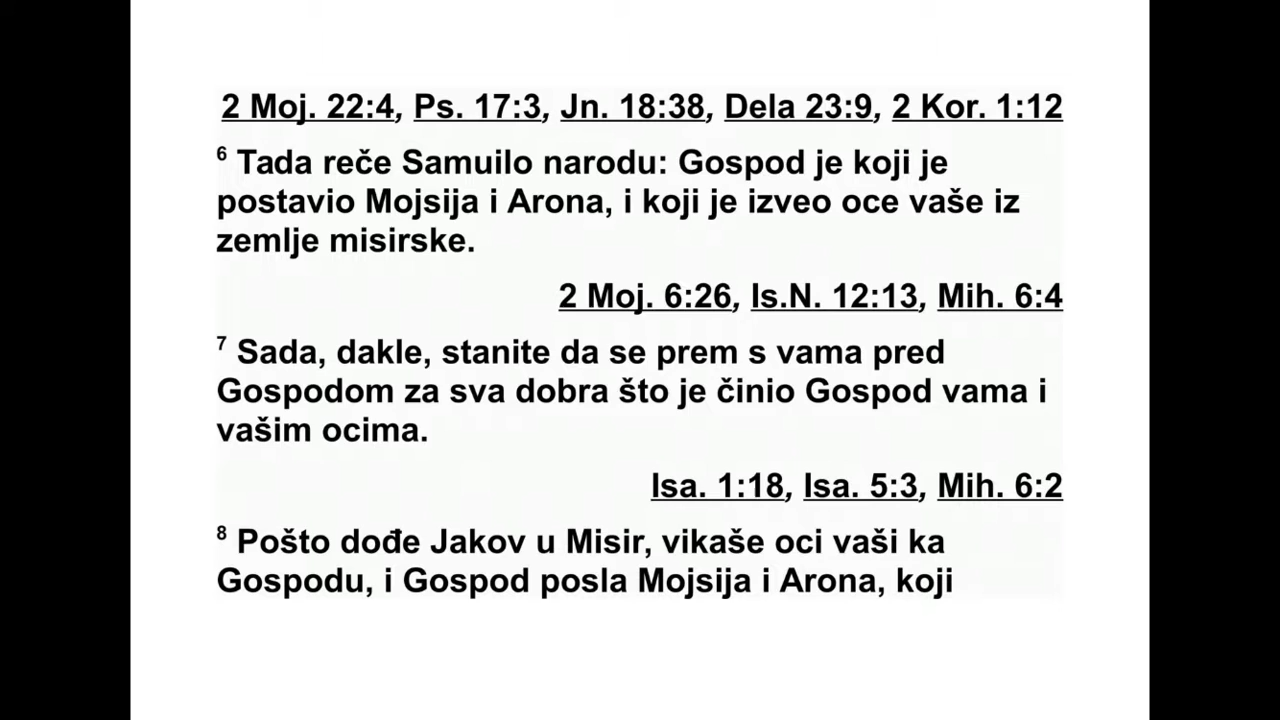 2 Moj. 22:4, Ps. 17:3, Jn. 18:38, Dela 23:9, 2 Kor. 1:12
6 Tada reče Samuilo narodu: Gospod je koji je
postavio Mojsija i Arona, i koji je izveo oce vaše iz
zemlje misirske.
2 Moj. 6:26, Is.N. 12:13, Mih. 6:4
7 Sada, dakle, stanite da se prem s vama pred
Gospodom za sva dobra što je činio Gospod vama i
vašim ocima.
Isa. 1:18, Isa. 5:3, Mih. 6:2
8 Pošto dođe Jakov u Misir, vikaše oci vaši ka
Gospodu, i Gospod posla Mojsija i Arona, koji